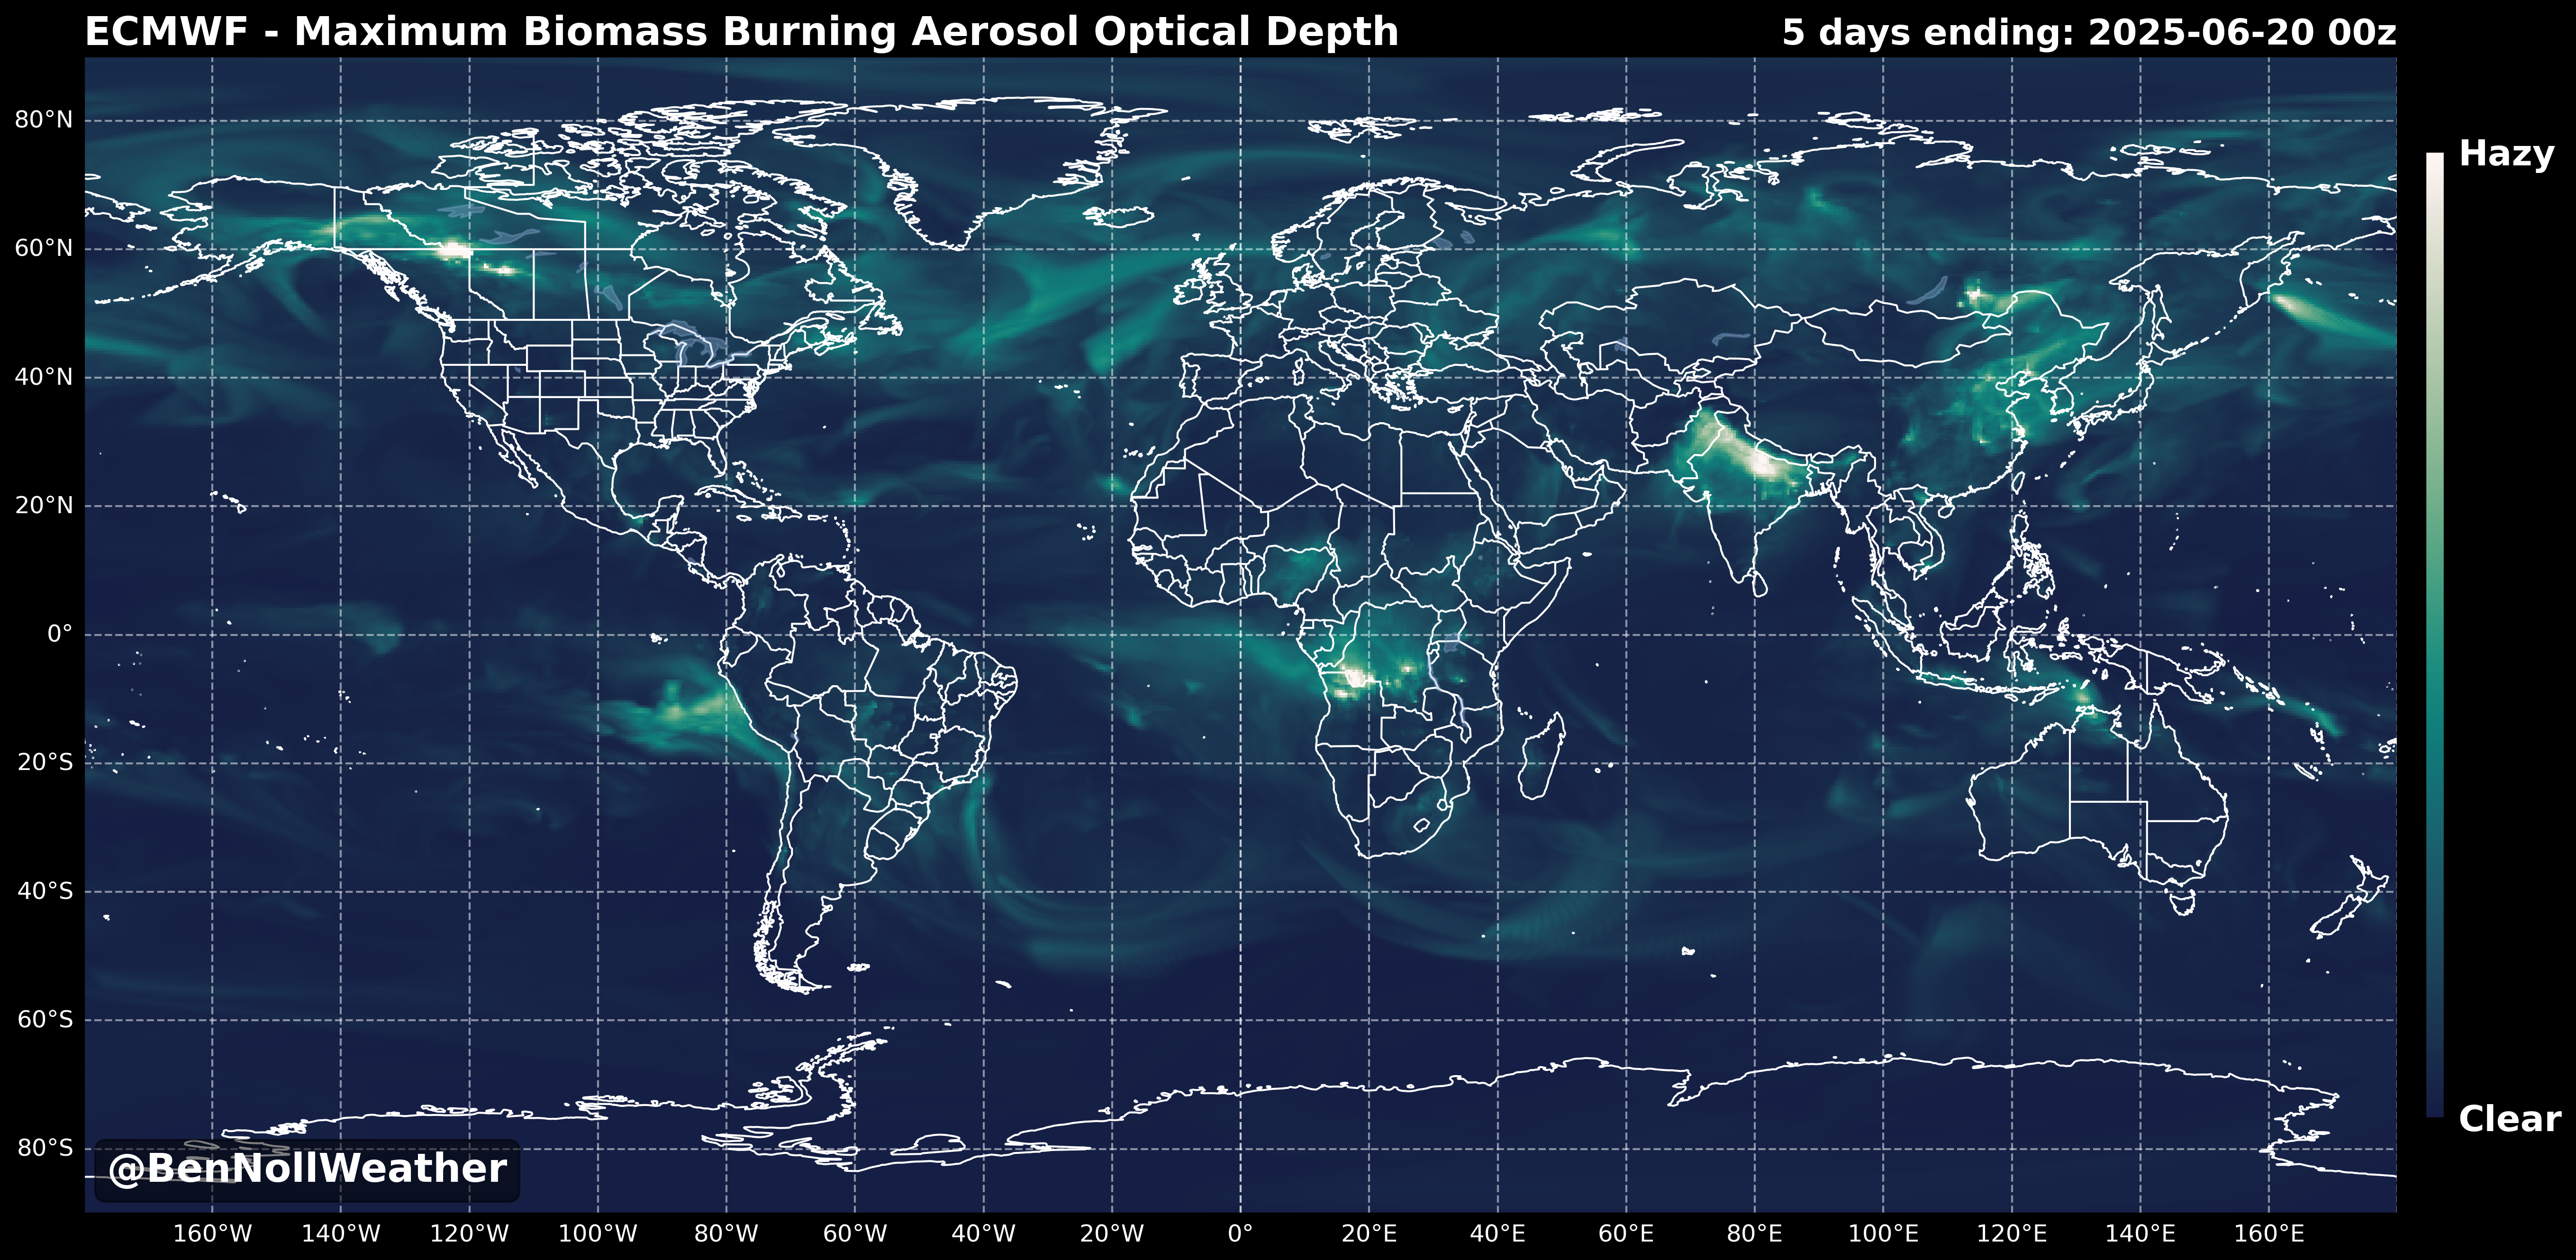 ECMWF - Maximum Biomass Burning Aerosol Optical Depth
5 days ending: 2025-06-20 00z
80°N
60°N
40°N
20°N
0°
20°S
40°S
60°S
80°S
160°W
140°W
120°W
100°W
80°W
60°W
40°W
20°W
0°
20°E
40°E
60°E
80°E
100°E
120°E
140°E
160°E
Hazy
Clear
@BenNollWeather